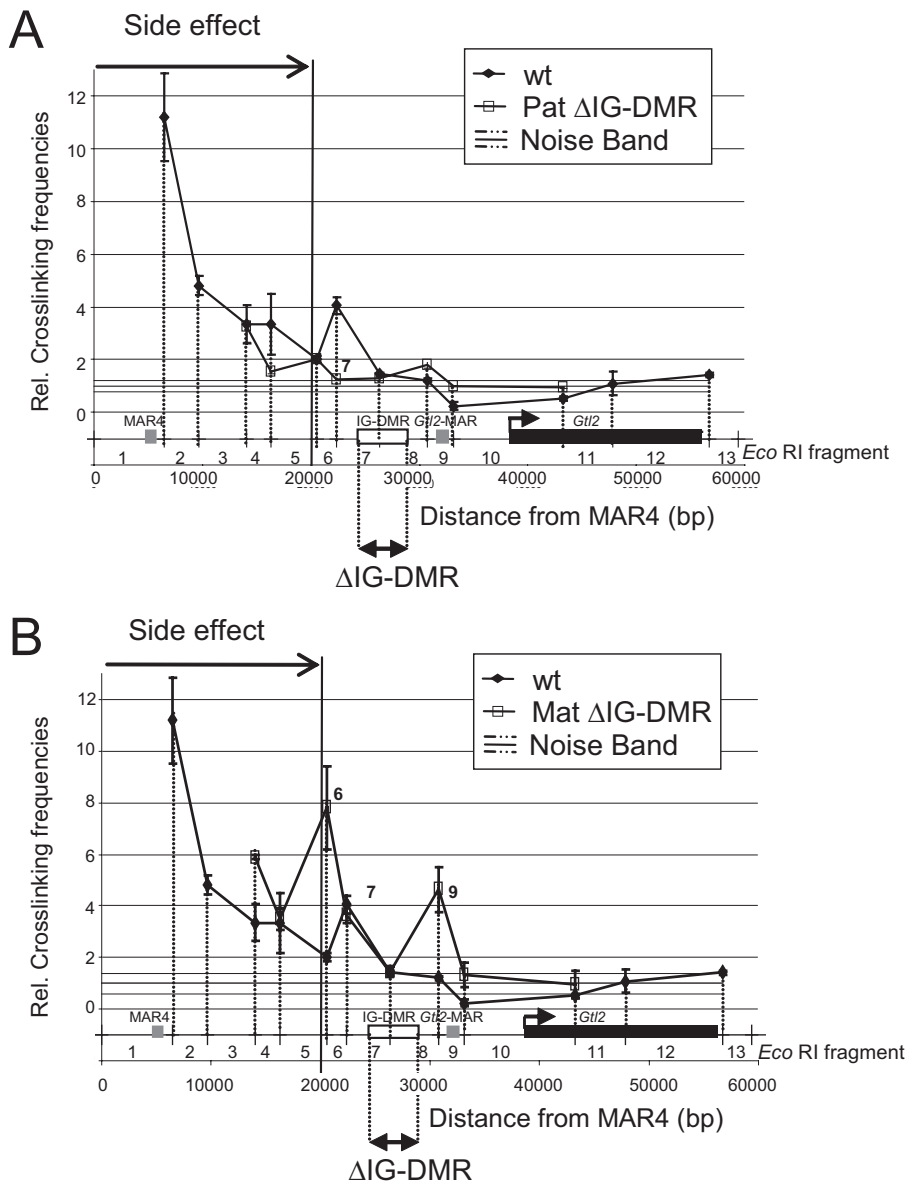 A
Side effect
wt
Pat ΔIG-DMR
Noise Band
Rel. Crosslinking frequencies
12
10
8
6
4
2
0
7
MAR4
IG-DMR
Gtl2-MAR
Gtl2
1 2 3 4 5 6 7 8 9 10 11 12 13
Eco RI fragment
0 10000 20000 30000 40000 50000 60000
Distance from MAR4 (bp)
ΔIG-DMR
B
Side effect
wt
Mat ΔIG-DMR
Noise Band
Rel. Crosslinking frequencies
12
10
8
6
4
2
0
6
7
9
MAR4
IG-DMR
Gtl2-MAR
Gtl2
1 2 3 4 5 6 7 8 9 10 11 12 13
Eco RI fragment
0 10000 20000 30000 40000 50000 60000
Distance from MAR4 (bp)
ΔIG-DMR